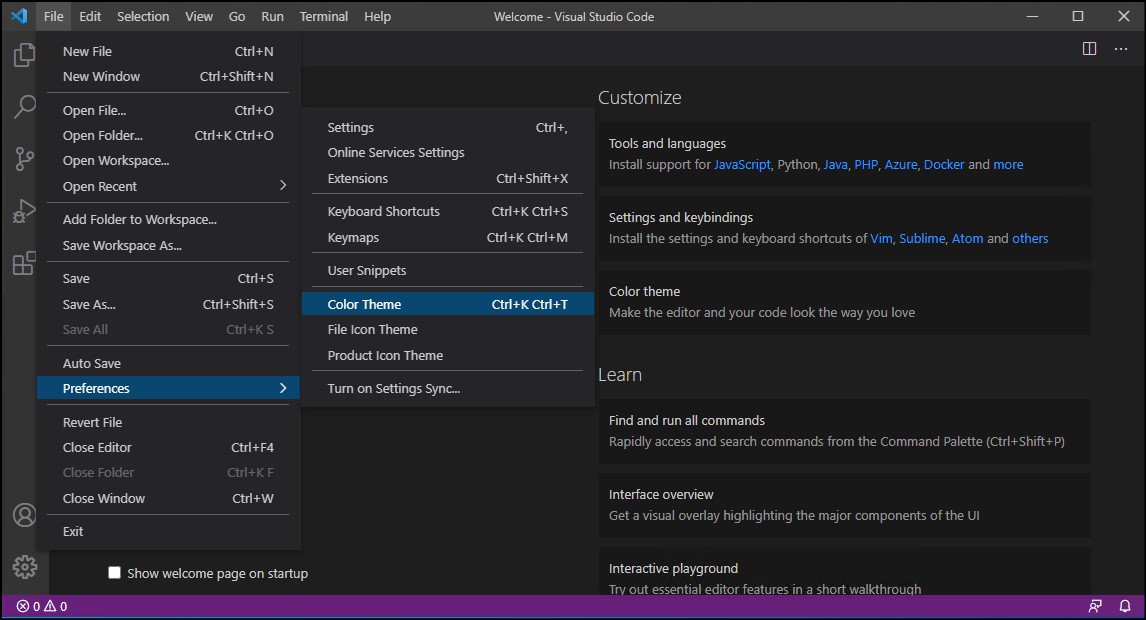 File Edit Selection View Go Run Terminal Help Welcome - Visual Studio Code
New File Ctrl+N
New Window Ctrl+Shift+N
Open File... Ctrl+O
Open Folder... Ctrl+K Ctrl+O
Open Workspace...
Open Recent
Add Folder to Workspace...
Save Workspace As...
Save Ctrl+S
Save As... Ctrl+Shift+S
Save All Ctrl+K S
Auto Save
Preferences
Revert File
Close Editor Ctrl+F4
Close Folder Ctrl+K F
Close Window Ctrl+W
Exit
Settings Ctrl+,
Online Services Settings
Extensions Ctrl+Shift+X
Keyboard Shortcuts Ctrl+K Ctrl+S
Keymaps Ctrl+K Ctrl+M
User Snippets
Color Theme Ctrl+K Ctrl+T
File Icon Theme
Product Icon Theme
Turn on Settings Sync...
Customize
Tools and languages
Install support for JavaScript, Python, Java, PHP, Azure, Docker and more
Settings and keybindings
Install the settings and keyboard shortcuts of Vim, Sublime, Atom and others
Color theme
Make the editor and your code look the way you love
Learn
Find and run all commands
Rapidly access and search commands from the Command Palette (Ctrl+Shift+P)
Interface overview
Get a visual overlay highlighting the major components of the UI
Interactive playground
Try out essential editor features in a short walkthrough
Show welcome page on startup
0 0